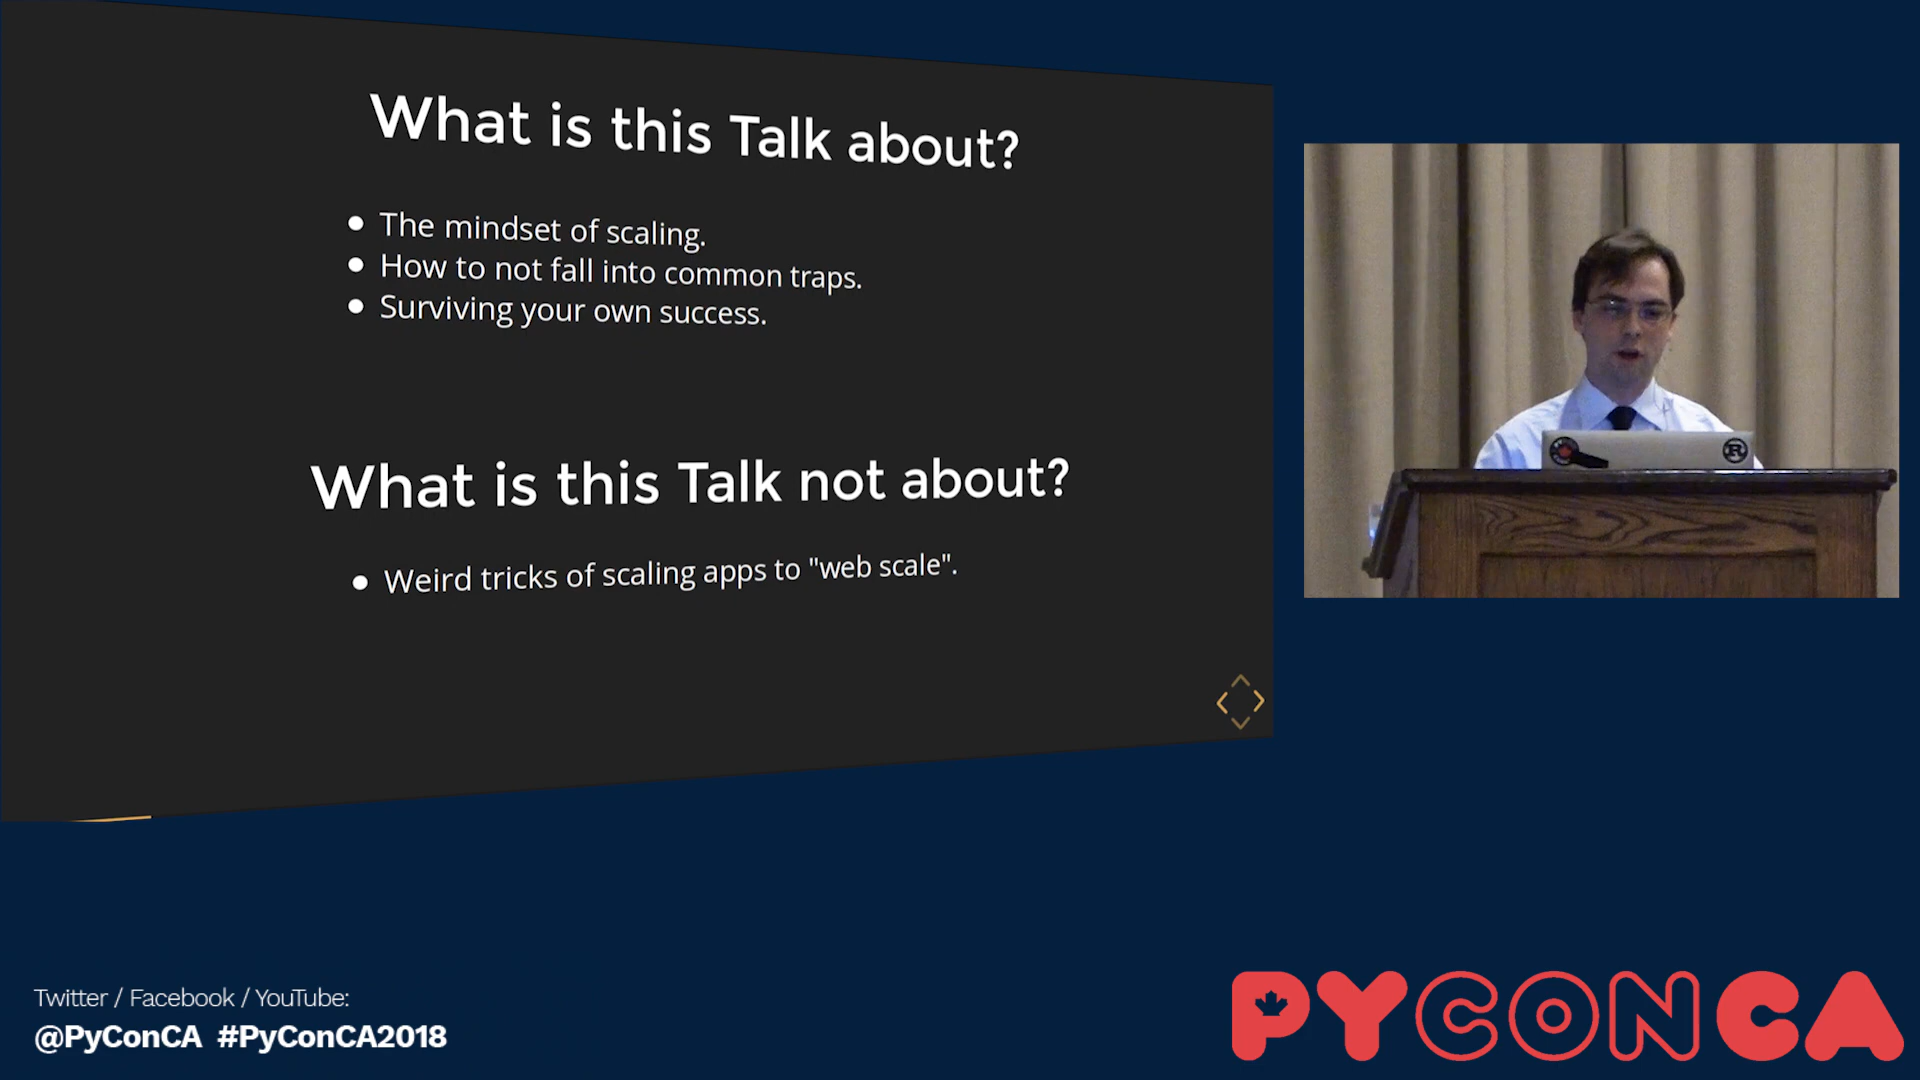 What is this Talk about?
The mindset of scaling.
How to not fall into common traps.
Surviving your own success.
What is this Talk not about?
Weird tricks of scaling apps to "web scale".
R
Twitter / Facebook / YouTube:
@PyConCA #PyConCA2018
PYCONCA